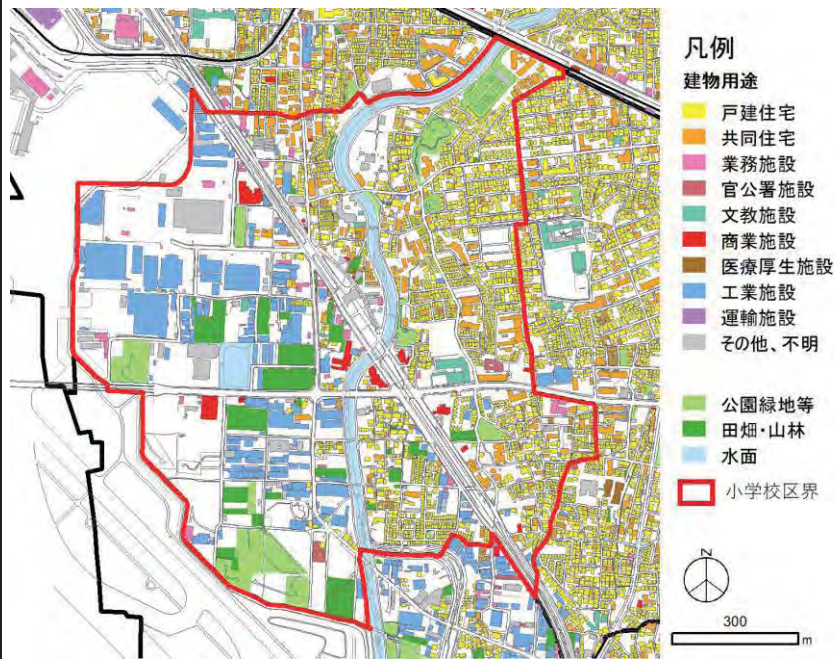 凡例
建物用途
戸建住宅
共同住宅
業務施設
官公署施設
文教施設
商業施設
医療厚生施設
工業施設
運輸施設
その他、不明
公園緑地等
田畑・山林
水面
小学校区界
N
300
m